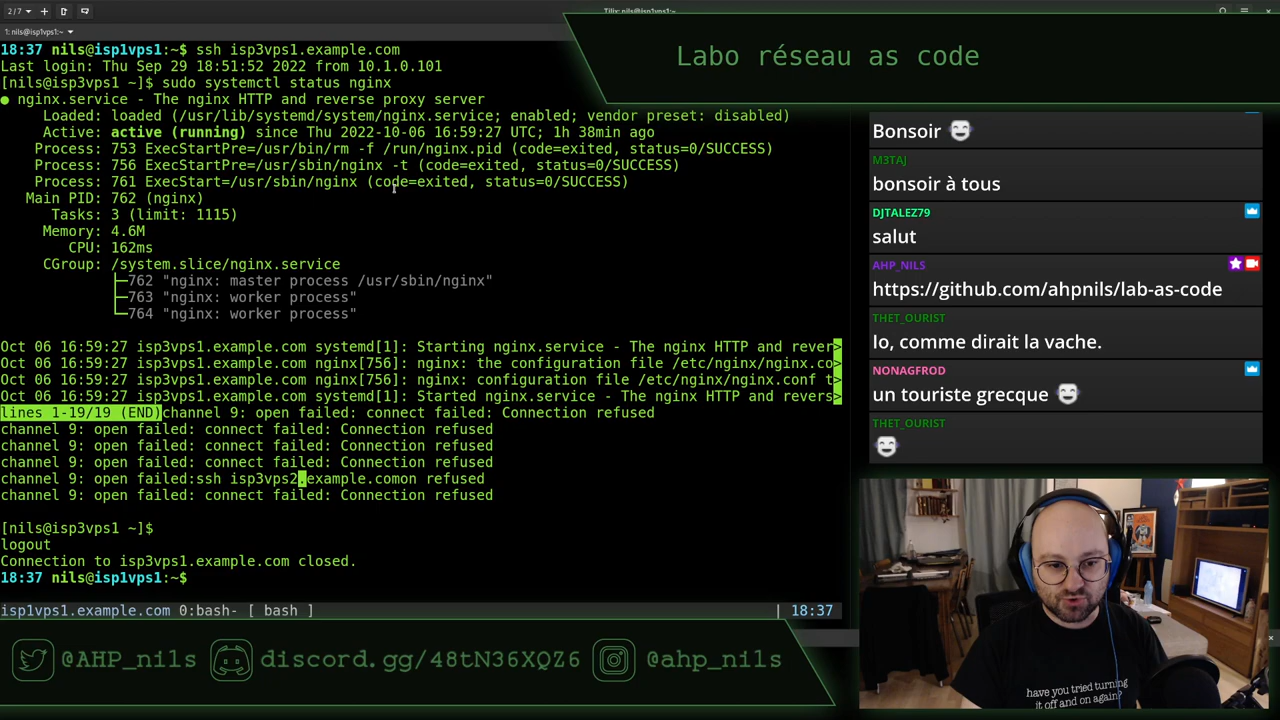 2/7
Tilix: nils@isp1vps1:~
1: nils@isp1vps1:~
Labo réseau as code
18:37 nils@isp1vps1:~$ ssh isp3vps1.example.com
Last login: Thu Sep 29 18:51:52 2022 from 10.1.0.101
[nils@isp3vps1 ~]$ sudo systemctl status nginx
● nginx.service - The nginx HTTP and reverse proxy server
Loaded: loaded (/usr/lib/systemd/system/nginx.service; enabled; vendor preset: disabled)
Active: active (running) since Thu 2022-10-06 16:59:27 UTC; 1h 38min ago
Process: 753 ExecStartPre=/usr/bin/rm -f /run/nginx.pid (code=exited, status=0/SUCCESS)
Process: 756 ExecStartPre=/usr/sbin/nginx -t (code=exited, status=0/SUCCESS)
Process: 761 ExecStart=/usr/sbin/nginx (code=exited, status=0/SUCCESS)
Main PID: 762 (nginx)
Tasks: 3 (limit: 1115)
Memory: 4.6M
CPU: 162ms
CGroup: /system.slice/nginx.service
├─762 "nginx: master process /usr/sbin/nginx"
├─763 "nginx: worker process"
└─764 "nginx: worker process"
Oct 06 16:59:27 isp3vps1.example.com systemd[1]: Starting nginx.service - The nginx HTTP and rever>
Oct 06 16:59:27 isp3vps1.example.com nginx[756]: nginx: the configuration file /etc/nginx/nginx.co>
Oct 06 16:59:27 isp3vps1.example.com nginx[756]: nginx: configuration file /etc/nginx/nginx.conf t>
Oct 06 16:59:27 isp3vps1.example.com systemd[1]: Started nginx.service - The nginx HTTP and revers>
lines 1-19/19 (END)channel 9: open failed: connect failed: Connection refused
channel 9: open failed: connect failed: Connection refused
channel 9: open failed: connect failed: Connection refused
channel 9: open failed: connect failed: Connection refused
channel 9: open failed:ssh isp3vps2.example.comon refused
channel 9: open failed: connect failed: Connection refused
[nils@isp3vps1 ~]$
logout
Connection to isp3vps1.example.com closed.
18:37 nils@isp1vps1:~$
isp1vps1.example.com 0:bash- [ bash ] | 18:37
Bonsoir
M3TAJ
bonsoir à tous
DJTALEZ79
salut
AHP_NILS
https://github.com/ahpnils/lab-as-code
THET_OURIST
Io, comme dirait la vache.
NONAGFROD
un touriste grecque
THET_OURIST
have you tried turning
it off and on again?
@AHP_nils discord.gg/48tN36XQZ6 @ahp_nils